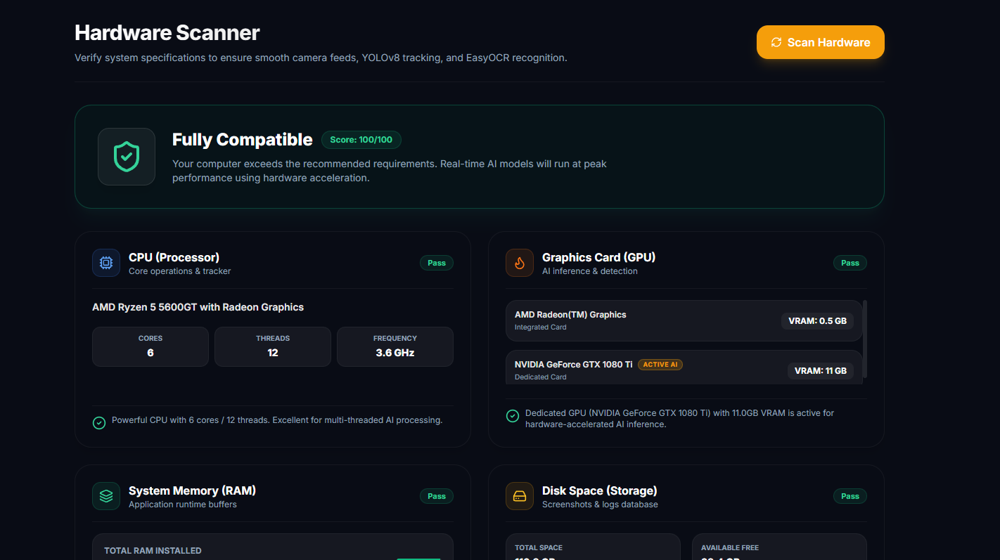 Hardware Scanner
Verify system specifications to ensure smooth camera feeds, YOLOv8 tracking, and EasyOCR recognition.
Scan Hardware
Fully Compatible
Score: 100/100
Your computer exceeds the recommended requirements. Real-time AI models will run at peak
performance using hardware acceleration.
CPU (Processor)
Core operations & tracker
Pass
AMD Ryzen 5 5600GT with Radeon Graphics
CORES
6
THREADS
12
FREQUENCY
3.6 GHz
Powerful CPU with 6 cores / 12 threads. Excellent for multi-threaded AI processing.
Graphics Card (GPU)
AI inference & detection
Pass
AMD Radeon(TM) Graphics
Integrated Card
VRAM: 0.5 GB
NVIDIA GeForce GTX 1080 Ti
ACTIVE AI
Dedicated Card
VRAM: 11 GB
Dedicated GPU (NVIDIA GeForce GTX 1080 Ti) with 11.0GB VRAM is active for
hardware-accelerated AI inference.
System Memory (RAM)
Application runtime buffers
Pass
TOTAL RAM INSTALLED
Disk Space (Storage)
Screenshots & logs database
Pass
TOTAL SPACE
AVAILABLE FREE